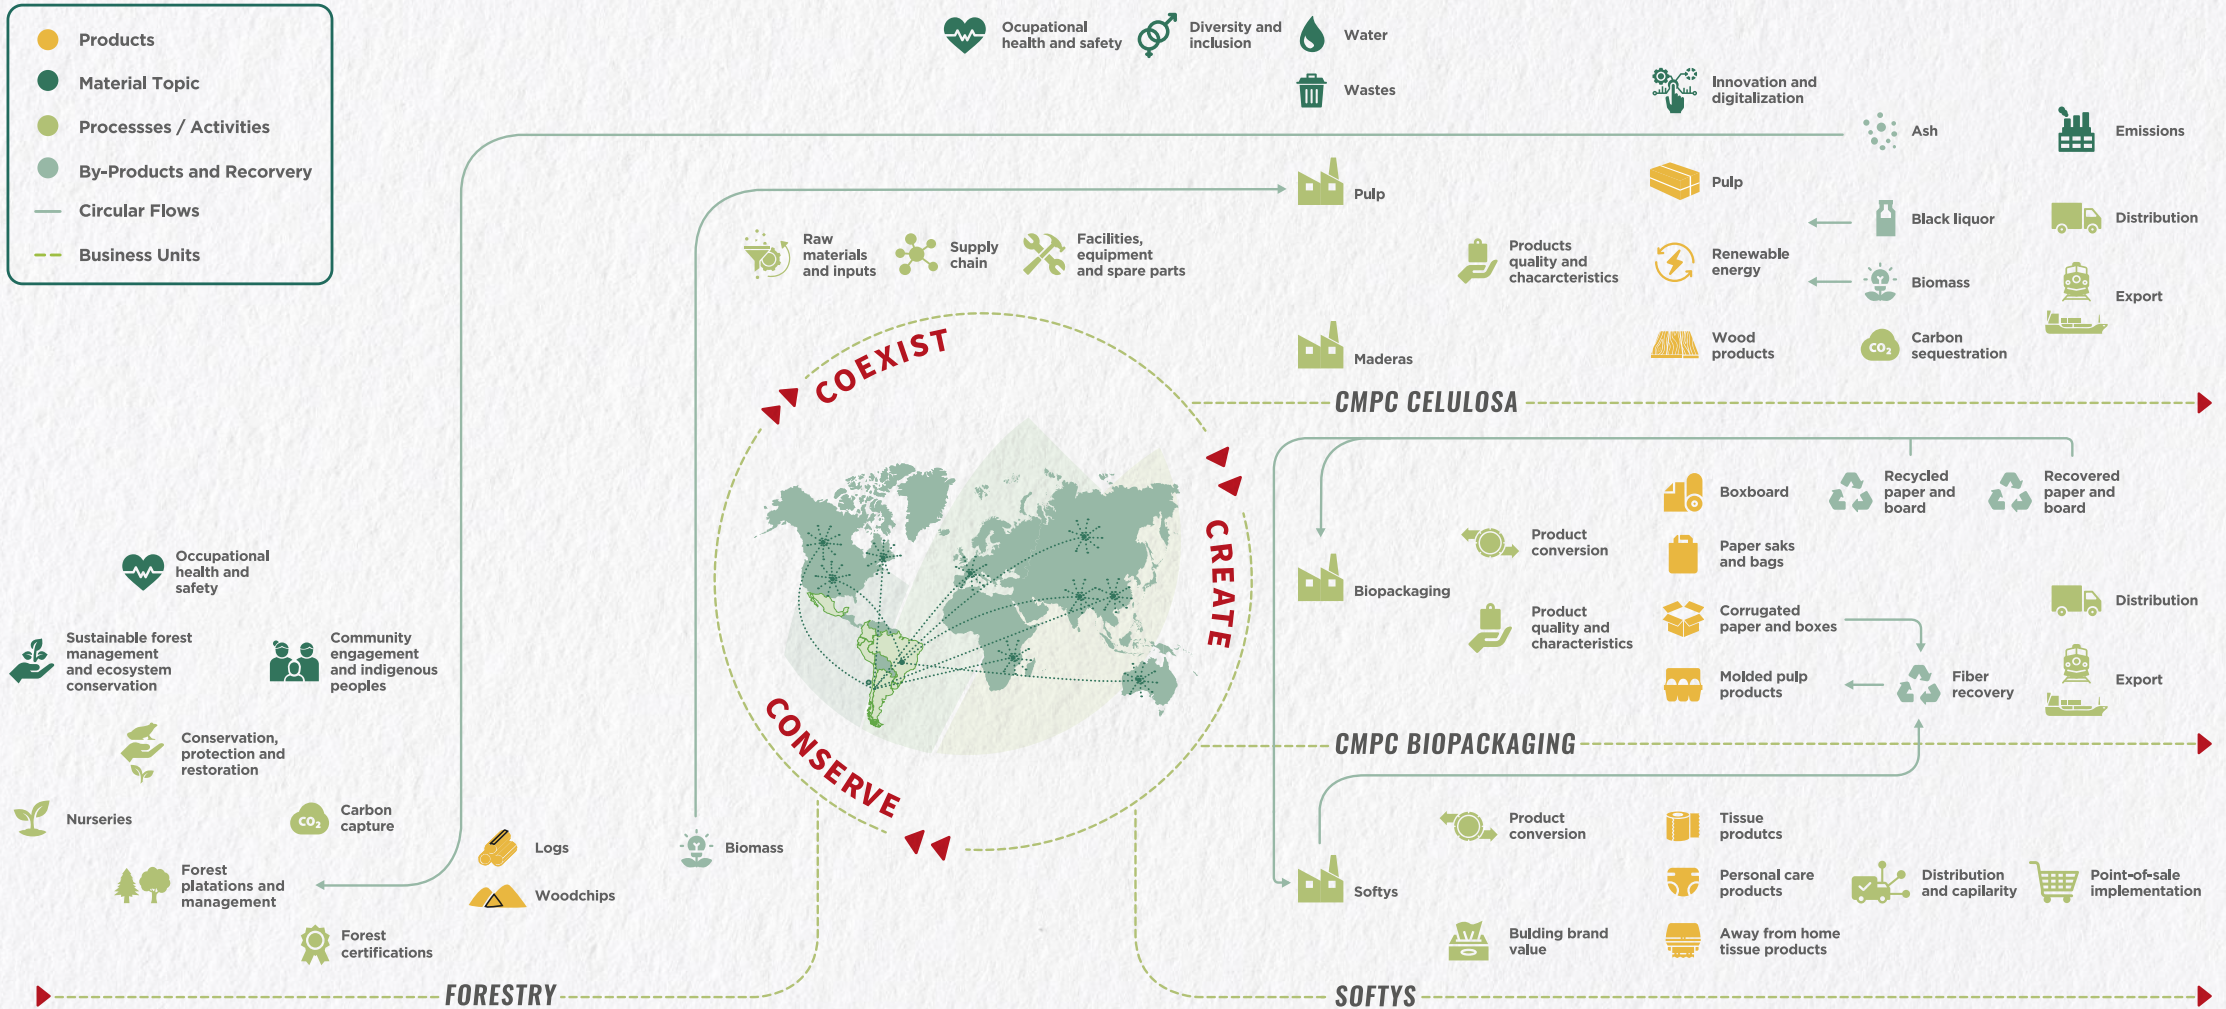 Products
Material Topic
Processses / Activities
By-Products and Recorvery
Circular Flows
Business Units
Ocupational
health and safety
Diversity and
inclusion
Water
Wastes
Innovation and
digitalization
Ash
Emissions
Pulp
Pulp
Black liquor
Distribution
Raw
materials
and inputs
Supply
chain
Facilities,
equipment
and spare parts
Products
quality and
chacarcteristics
Renewable
energy
Biomass
Export
Maderas
Wood
products
CO₂
Carbon
sequestration
CMPC CELULOSA
COEXIST
CREATE
CONSERVE
Boxboard
Recycled
paper and
board
Recovered
paper and
board
Product
conversion
Paper saks
and bags
Biopackaging
Product
quality and
characteristics
Corrugated
paper and boxes
Distribution
Molded pulp
products
Fiber
recovery
Export
CMPC BIOPACKAGING
Occupational
health and
safety
Sustainable forest
management
and ecosystem
conservation
Community
engagement
and indigenous
peoples
Conservation,
protection and
restoration
Nurseries
CO₂
Carbon
capture
Forest
platations and
management
Forest
certifications
Logs
Woodchips
Biomass
FORESTRY
Product
conversion
Tissue
produtcs
Softys
Personal care
products
Distribution
and capilarity
Point-of-sale
implementation
Bulding brand
value
Away from home
tissue products
SOFTYS